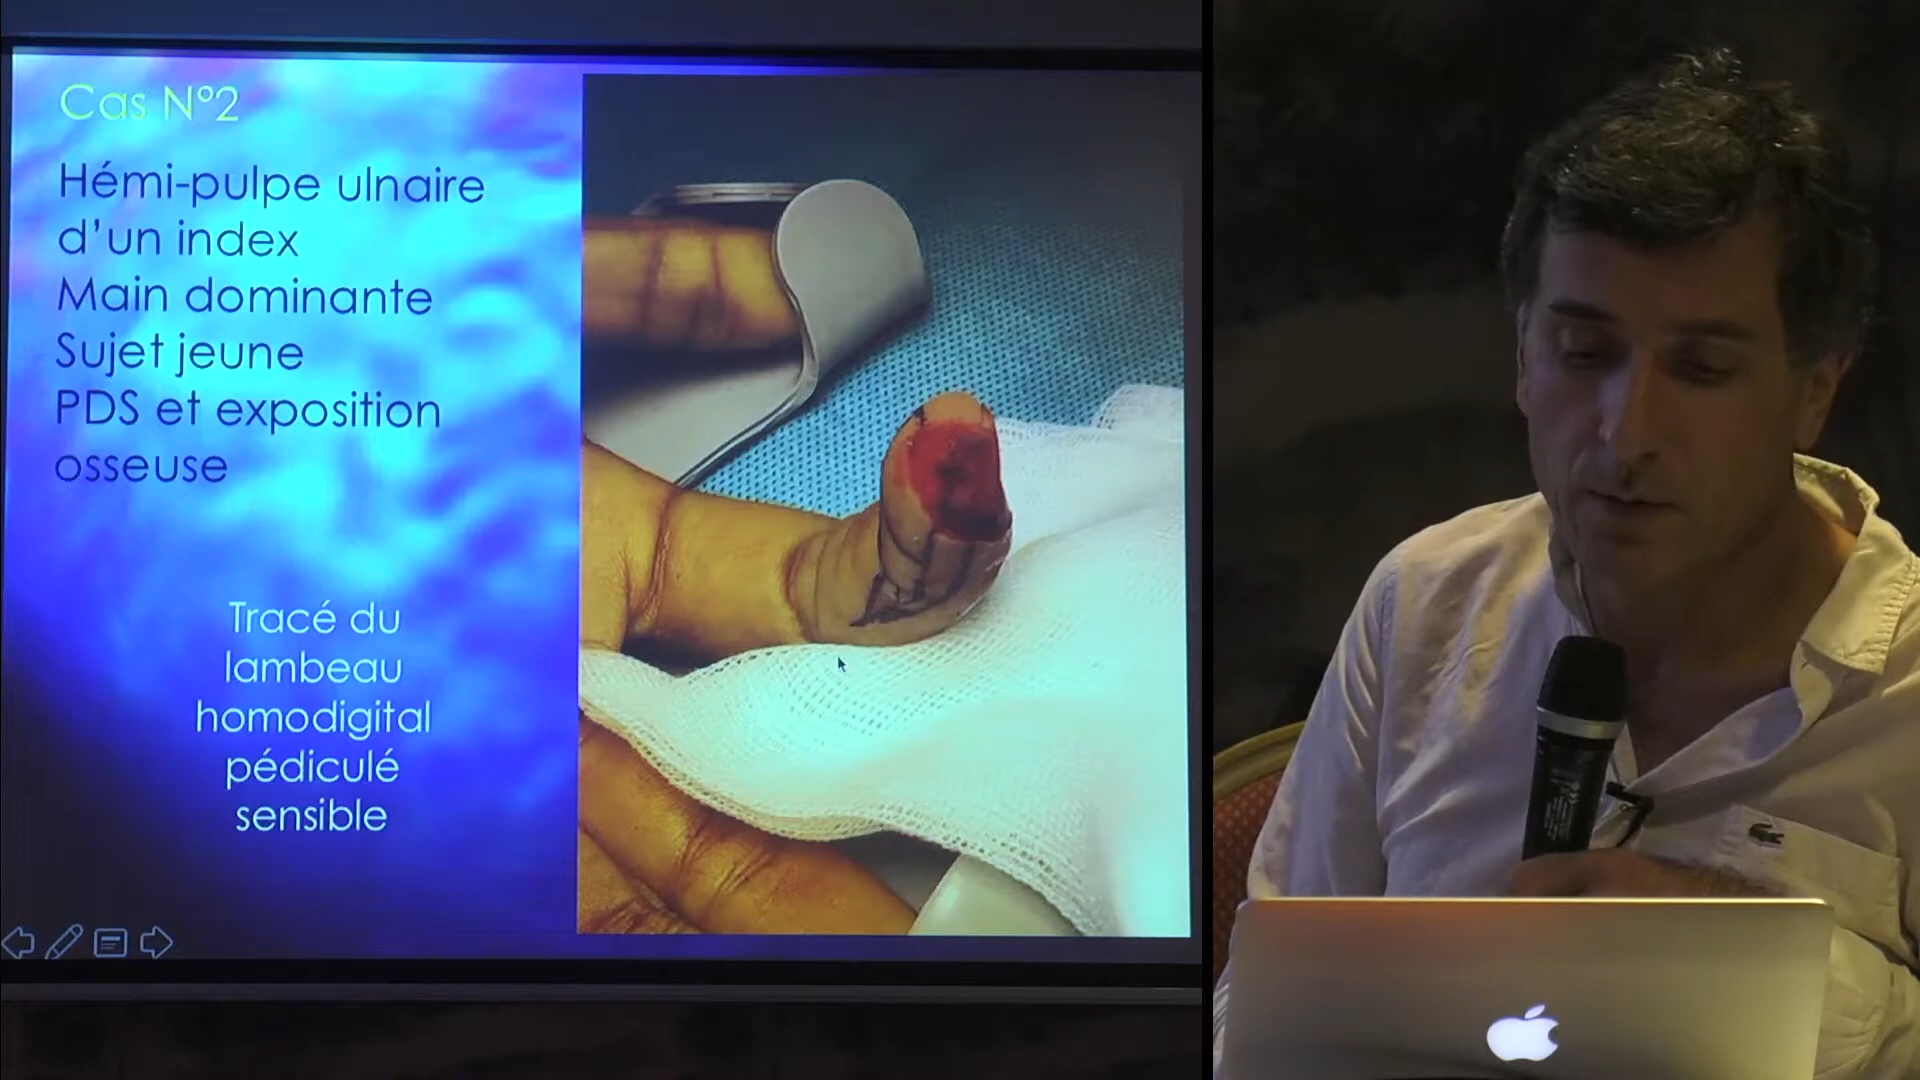 Cas N°2
Hémi-pulpe ulnaire
d'un index
Main dominante
Sujet jeune
PDS et exposition
osseuse
Tracé du
lambeau
homodigital
pédiculé
sensible